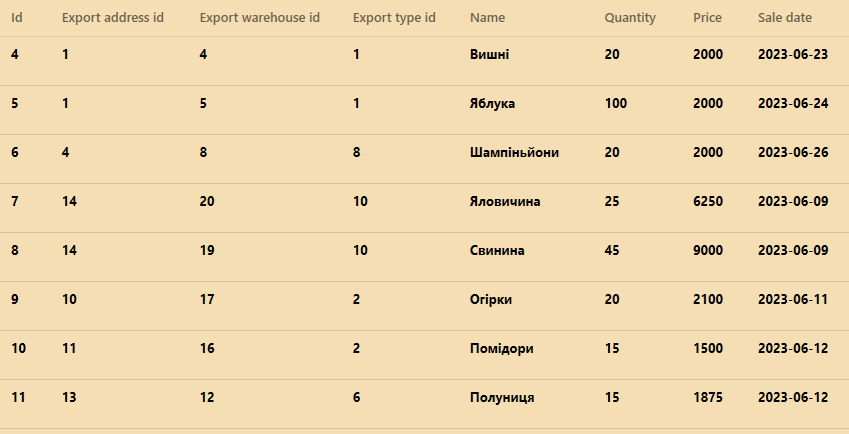 Id Export address id Export warehouse id Export type id Name Quantity Price Sale date
4 1 4 1 Вишні 20 2000 2023-06-23
5 1 5 1 Яблука 100 2000 2023-06-24
6 4 8 8 Шампіньйони 20 2000 2023-06-26
7 14 20 10 Яловичина 25 6250 2023-06-09
8 14 19 10 Свинина 45 9000 2023-06-09
9 10 17 2 Огірки 20 2100 2023-06-11
10 11 16 2 Помідори 15 1500 2023-06-12
11 13 12 6 Полуниця 15 1875 2023-06-12